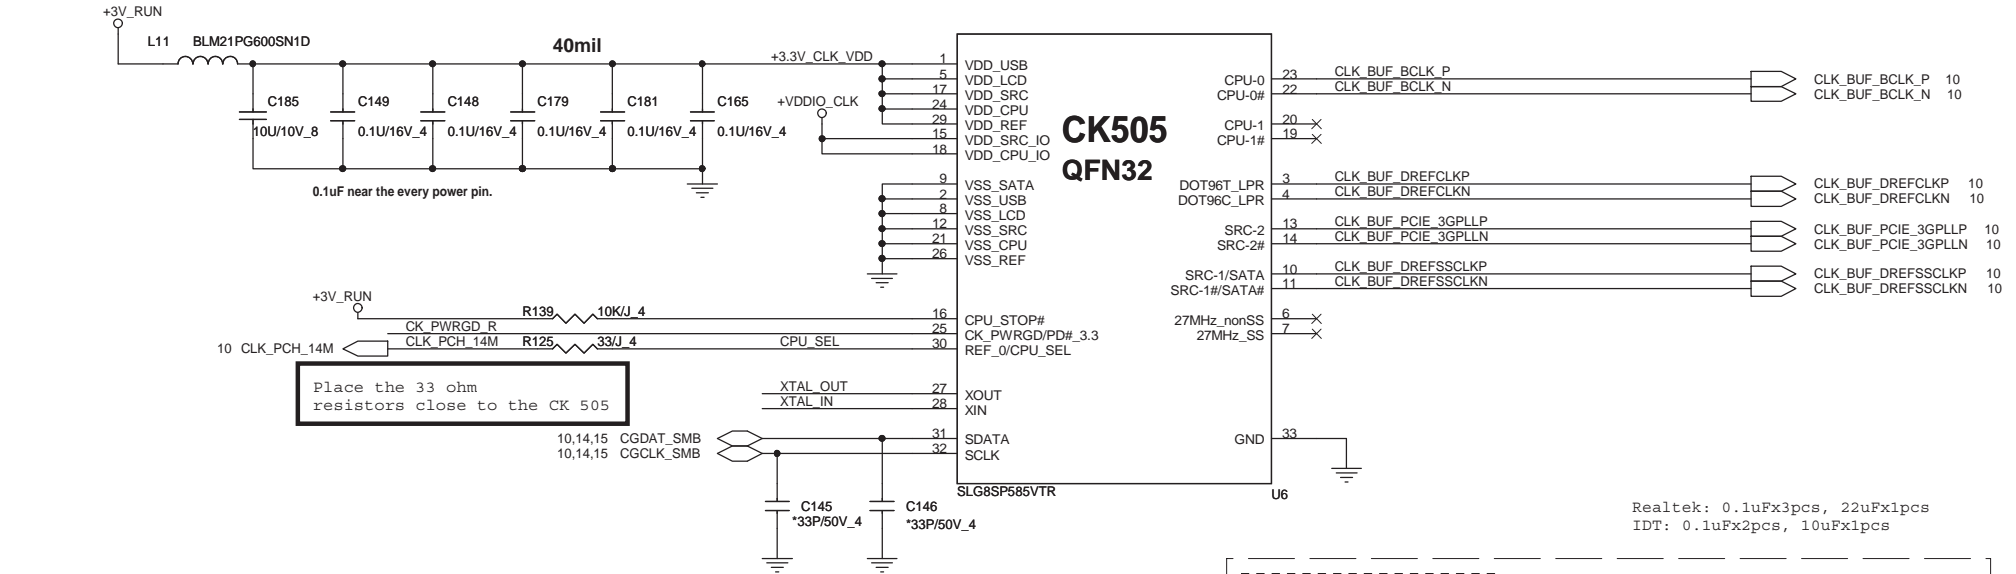 +3V_RUN
L11 BLM21PG600SN1D
40mil
+3.3V_CLK_VDD
C185
10U/10V_8
C149
0.1U/16V_4
C148
0.1U/16V_4
C179
0.1U/16V_4
C181
0.1U/16V_4
C165
0.1U/16V_4
+VDDIO_CLK
0.1uF near the every power pin.
CK505
QFN32
1 VDD_USB
5 VDD_LCD
17 VDD_SRC
24 VDD_CPU
29 VDD_REF
15 VDD_SRC_IO
18 VDD_CPU_IO
9 VSS_SATA
2 VSS_USB
8 VSS_LCD
12 VSS_SRC
21 VSS_CPU
26 VSS_REF
+3V_RUN
R139 10K/J_4 16 CPU_STOP#
CK_PWRGD_R 25 CK_PWRGD/PD#_3.3
10 CLK_PCH_14M CLK_PCH_14M R125 33/J_4 CPU_SEL 30 REF_0/CPU_SEL
Place the 33 ohm
resistors close to the CK 505
XTAL_OUT 27 XOUT
XTAL_IN 28 XIN
10,14,15 CGDAT_SMB 31 SDATA
10,14,15 CGCLK_SMB 32 SCLK
C145
*33P/50V_4
C146
*33P/50V_4
SLG8SP585VTR
U6
CPU-0 23 CLK_BUF_BCLK_P CLK_BUF_BCLK_P 10
CPU-0# 22 CLK_BUF_BCLK_N CLK_BUF_BCLK_N 10
CPU-1 20
CPU-1# 19
DOT96T_LPR 3 CLK_BUF_DREFCLKP CLK_BUF_DREFCLKP 10
DOT96C_LPR 4 CLK_BUF_DREFCLKN CLK_BUF_DREFCLKN 10
SRC-2 13 CLK_BUF_PCIE_3GPLLP CLK_BUF_PCIE_3GPLLP 10
SRC-2# 14 CLK_BUF_PCIE_3GPLLN CLK_BUF_PCIE_3GPLLN 10
SRC-1/SATA 10 CLK_BUF_DREFSSCLKP CLK_BUF_DREFSSCLKP 10
SRC-1#/SATA# 11 CLK_BUF_DREFSSCLKN CLK_BUF_DREFSSCLKN 10
27MHz_nonSS 6
27MHz_SS 7
GND 33
Realtek: 0.1uFx3pcs, 22uFx1pcs
IDT: 0.1uFx2pcs, 10uFx1pcs